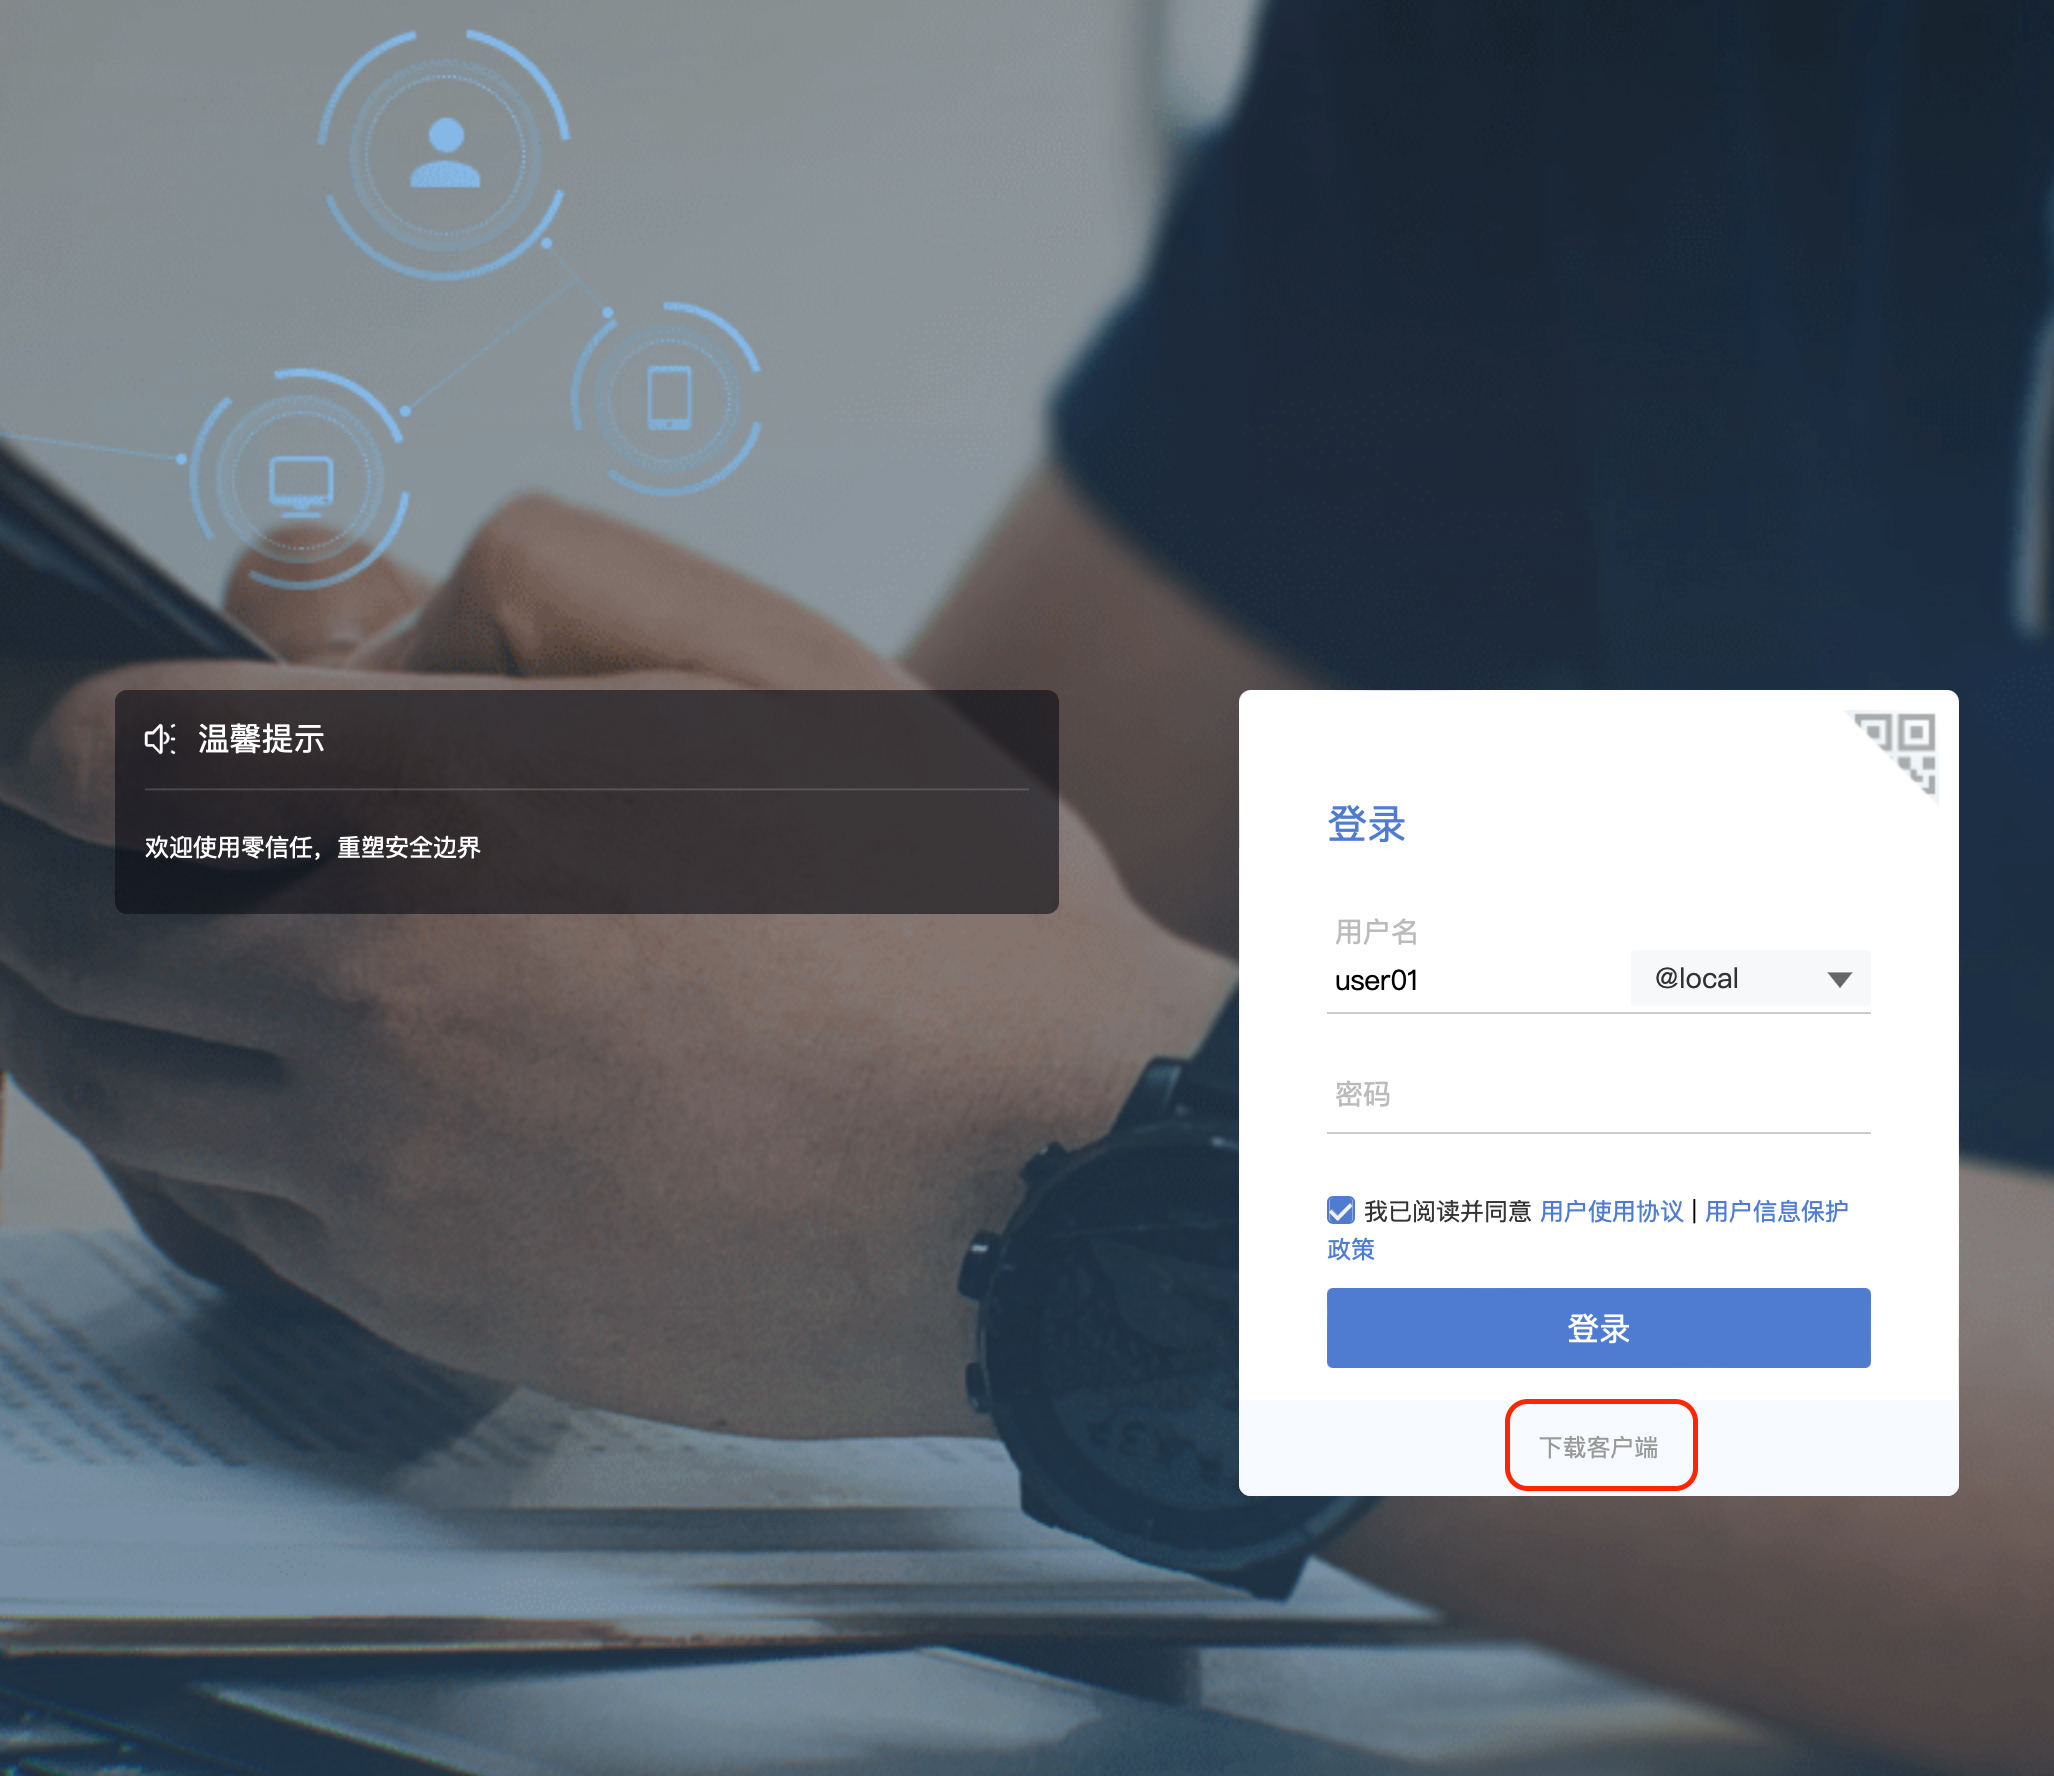 温馨提示
欢迎使用零信任，重塑安全边界
登录
用户名
user01
@local
密码
我已阅读并同意 用户使用协议 | 用户信息保护
政策
登录
下载客户端